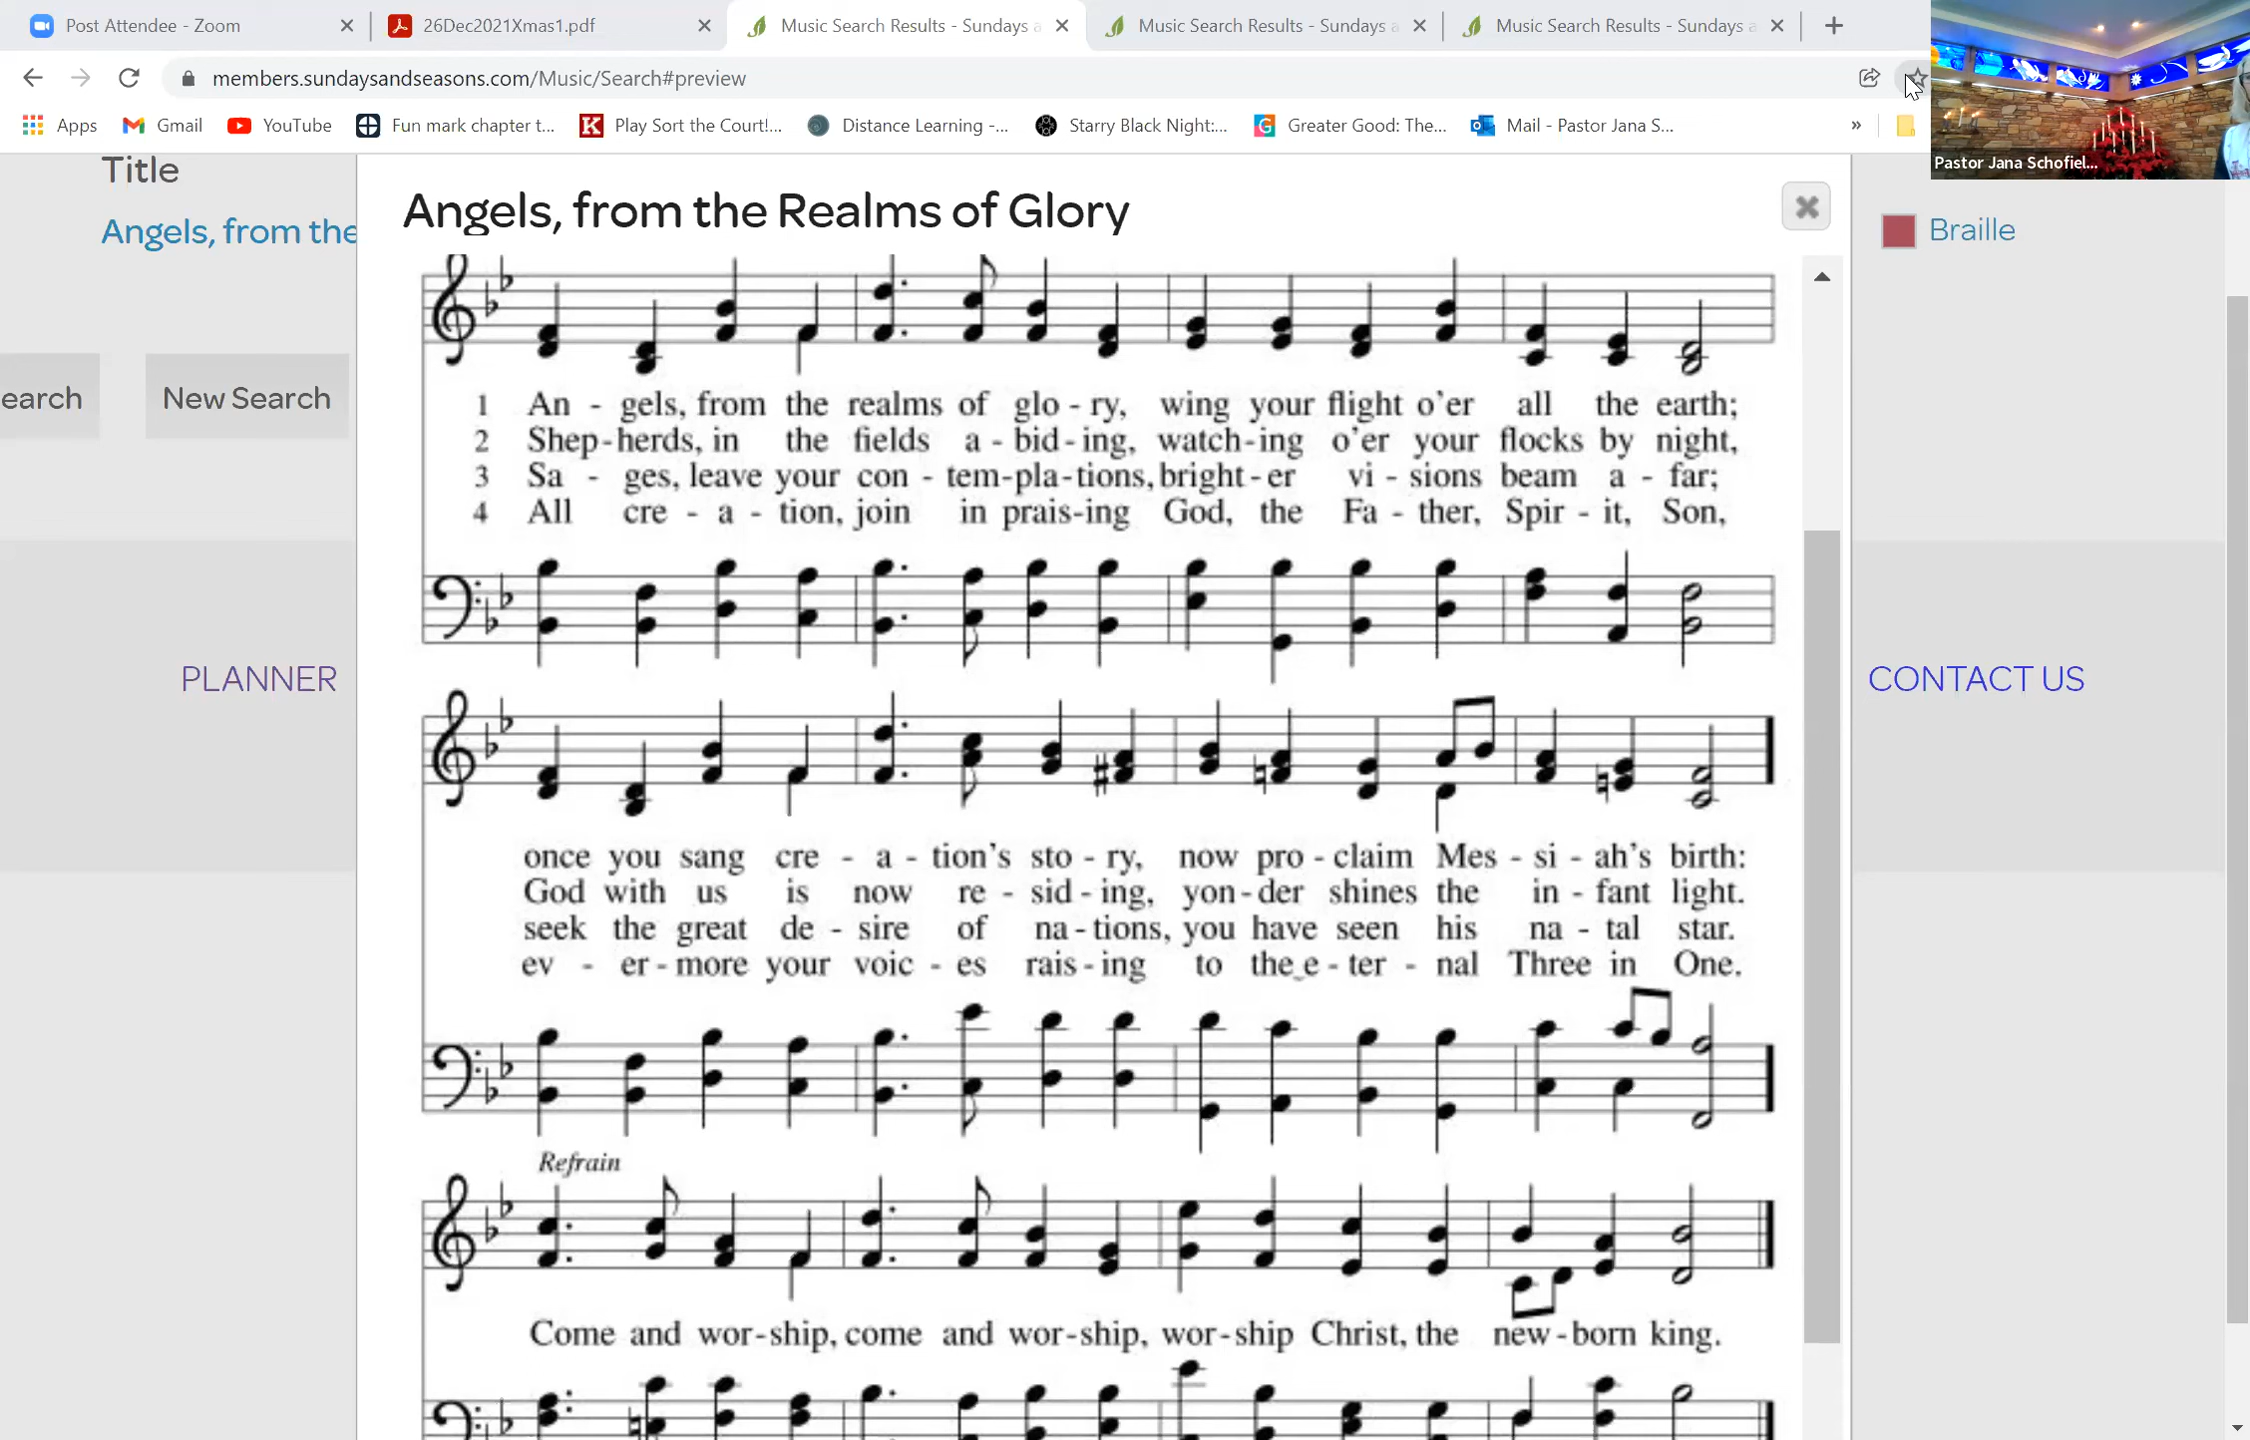 Post Attendee - Zoom
26Dec2021Xmas1.pdf
Music Search Results - Sundays a
Music Search Results - Sundays a
Music Search Results - Sundays a
members.sundaysandseasons.com/Music/Search#preview
Apps
Gmail
YouTube
Fun mark chapter t...
Play Sort the Court!...
Distance Learning -...
Starry Black Night:...
Greater Good: The...
Mail - Pastor Jana S...
»
Pastor Jana Schofiel...
Title
Angels, from the
Angels, from the Realms of Glory
Braille
earch
New Search
PLANNER
CONTACT US
1 An - gels, from the realms of glo - ry, wing your flight o'er all the earth;
2 Shep-herds, in the fields a - bid - ing, watch-ing o'er your flocks by night,
3 Sa - ges, leave your con - tem-pla-tions, bright-er vi - sions beam a - far;
4 All cre - a - tion, join in prais-ing God, the Fa - ther, Spir - it, Son,
once you sang cre - a - tion's sto - ry, now pro - claim Mes - si - ah's birth:
God with us is now re - sid - ing, yon-der shines the in - fant light.
seek the great de - sire of na - tions, you have seen his na - tal star.
ev - er - more your voic - es rais - ing to the e - ter - nal Three in One.
Refrain
Come and wor-ship, come and wor-ship, wor-ship Christ, the new-born king.